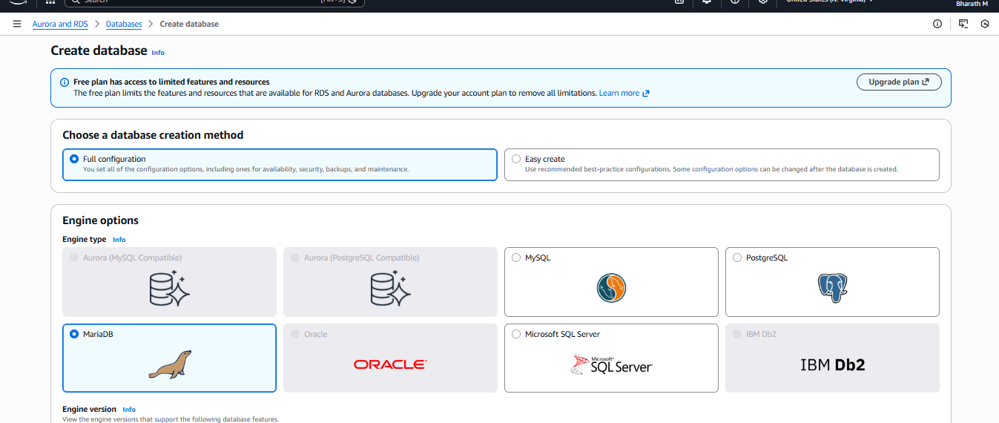 Search
[Alt+S]
United States (N. Virginia)
Bharath M
Aurora and RDS > Databases > Create database
Create database Info
Free plan has access to limited features and resources
The free plan limits the features and resources that are available for RDS and Aurora databases. Upgrade your account plan to remove all limitations. Learn more
Upgrade plan
Choose a database creation method
Full configuration
You set all of the configuration options, including ones for availability, security, backups, and maintenance.
Easy create
Use recommended best-practice configurations. Some configuration options can be changed after the database is created.
Engine options
Engine type Info
Aurora (MySQL Compatible)
Aurora (PostgreSQL Compatible)
MySQL
PostgreSQL
MariaDB
Oracle
ORACLE
Microsoft SQL Server
Microsoft
SQL Server
IBM Db2
IBM Db2
Engine version Info
View the engine versions that support the following database features.